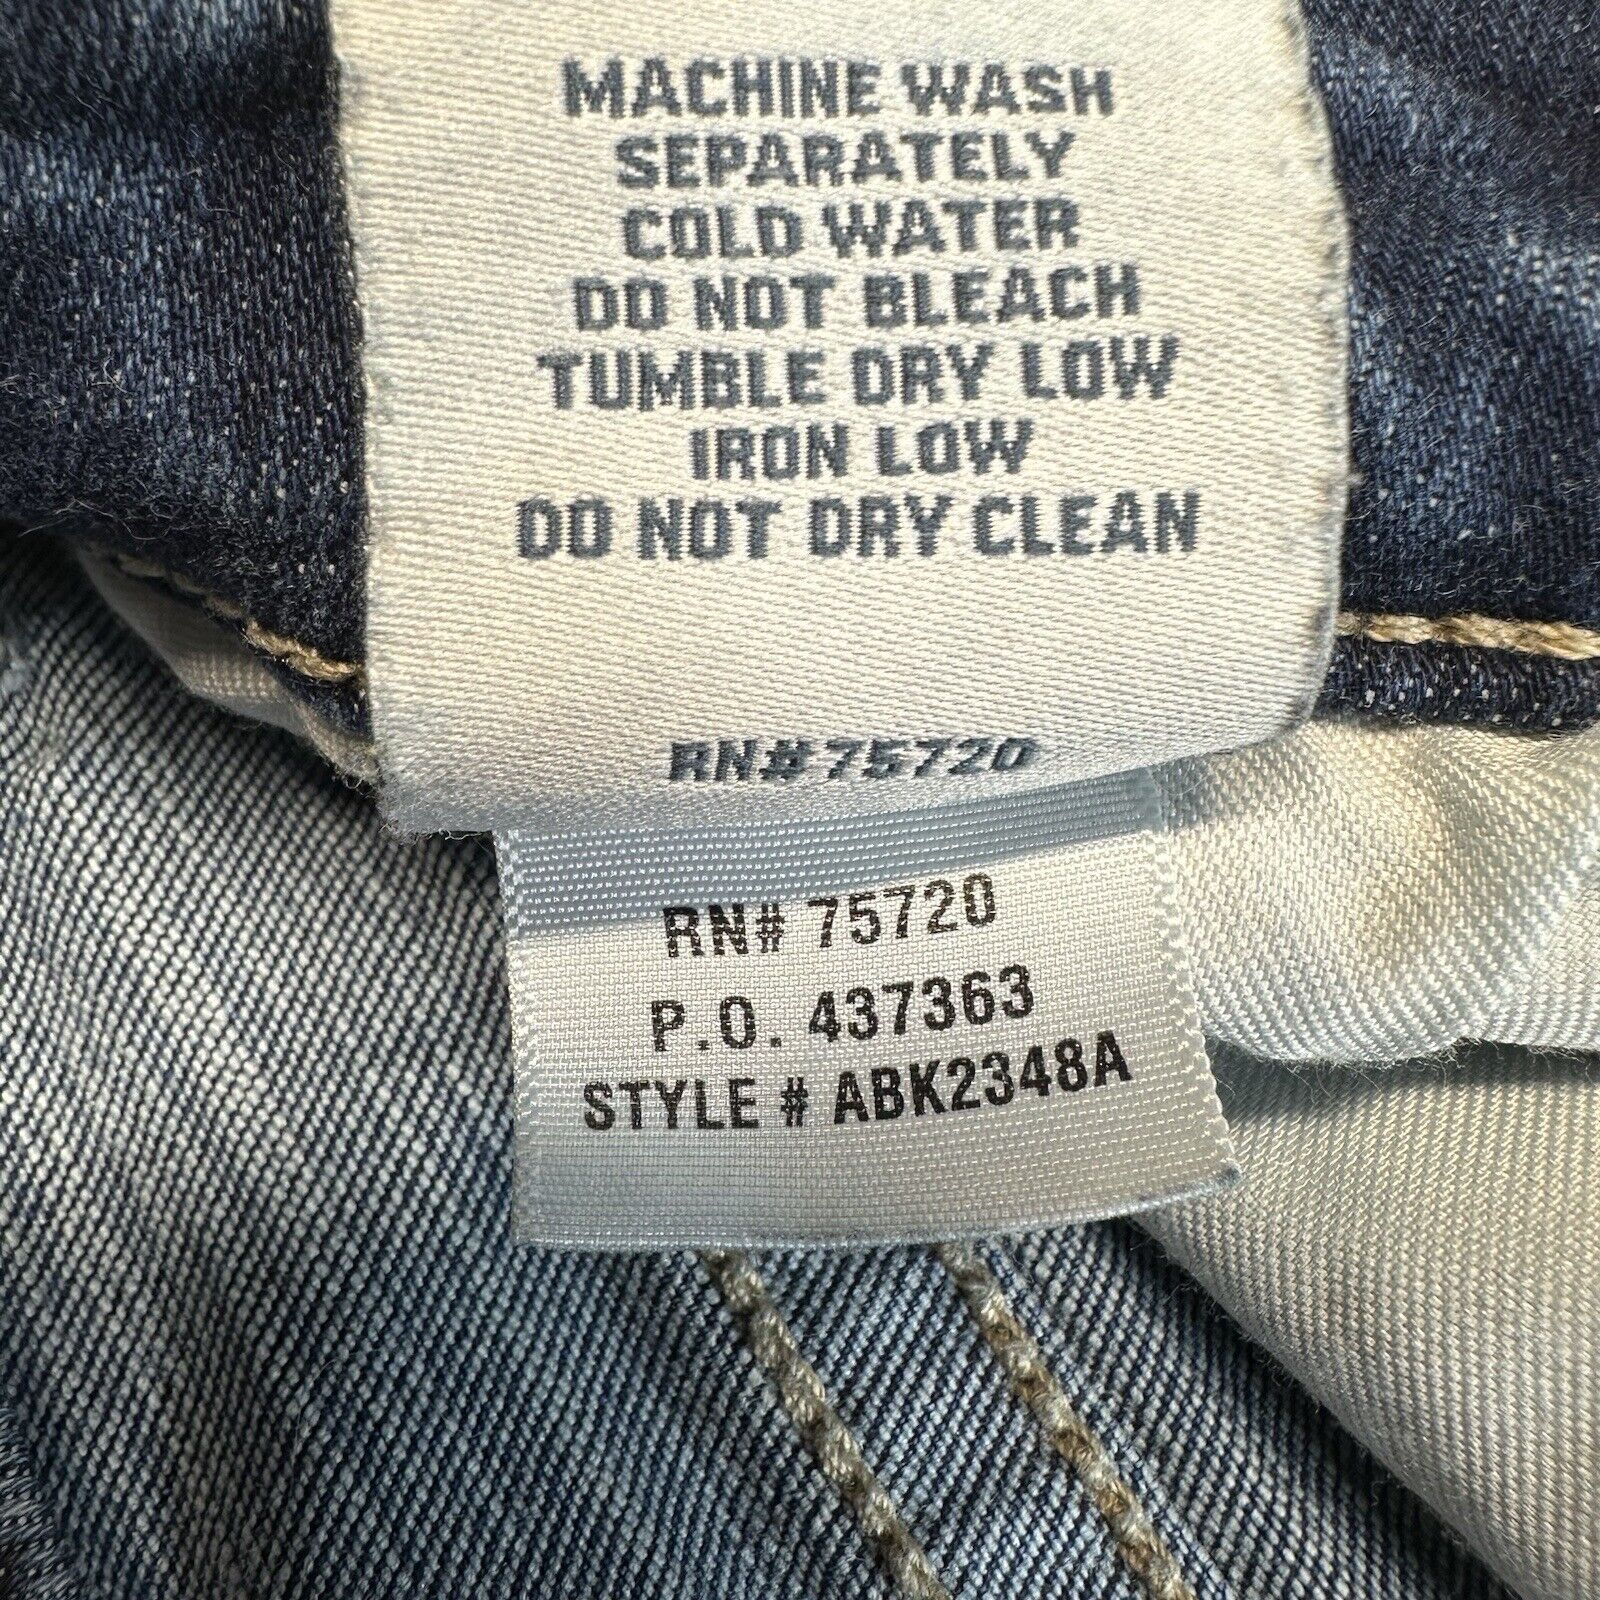 MACHINE WASH
SEPARATELY
COLD WATER
DO NOT BLEACH
TUMBLE DRY LOW
IRON LOW
DO NOT DRY CLEAN
RN# 75720
RN# 75720
P.O. 437363
STYLE # ABK2348A